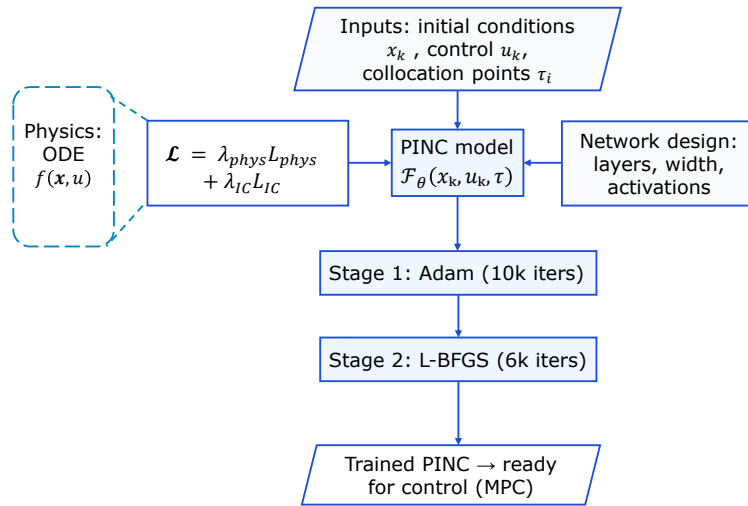 Inputs: initial conditions
x_k , control u_k,
collocation points τ_i
Physics:
ODE
f(x,u)
ℒ = λ_phys L_phys
+ λ_IC L_IC
PINC model
ℱ_θ(x_k, u_k, τ)
Network design:
layers, width,
activations
Stage 1: Adam (10k iters)
Stage 2: L-BFGS (6k iters)
Trained PINC → ready
for control (MPC)